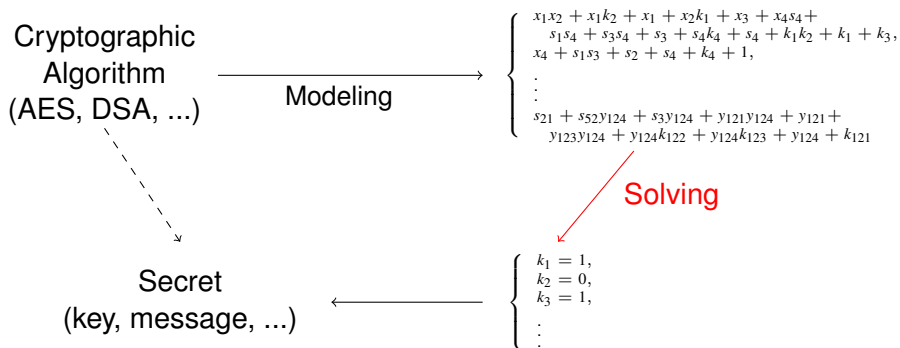 Cryptographic
Algorithm
(AES, DSA, ...)
Modeling
x₁x₂ + x₁k₂ + x₁ + x₂k₁ + x₃ + x₄s₄+
s₁s₄ + s₃s₄ + s₃ + s₄k₄ + s₄ + k₁k₂ + k₁ + k₃,
x₄ + s₁s₃ + s₂ + s₄ + k₄ + 1,
.
.
.
s₂₁ + s₅₂y₁₂₄ + s₃y₁₂₄ + y₁₂₁y₁₂₄ + y₁₂₁+
y₁₂₃y₁₂₄ + y₁₂₄k₁₂₂ + y₁₂₄k₁₂₃ + y₁₂₄ + k₁₂₁
Solving
Secret
(key, message, ...)
k₁ = 1,
k₂ = 0,
k₃ = 1,
.
.
.